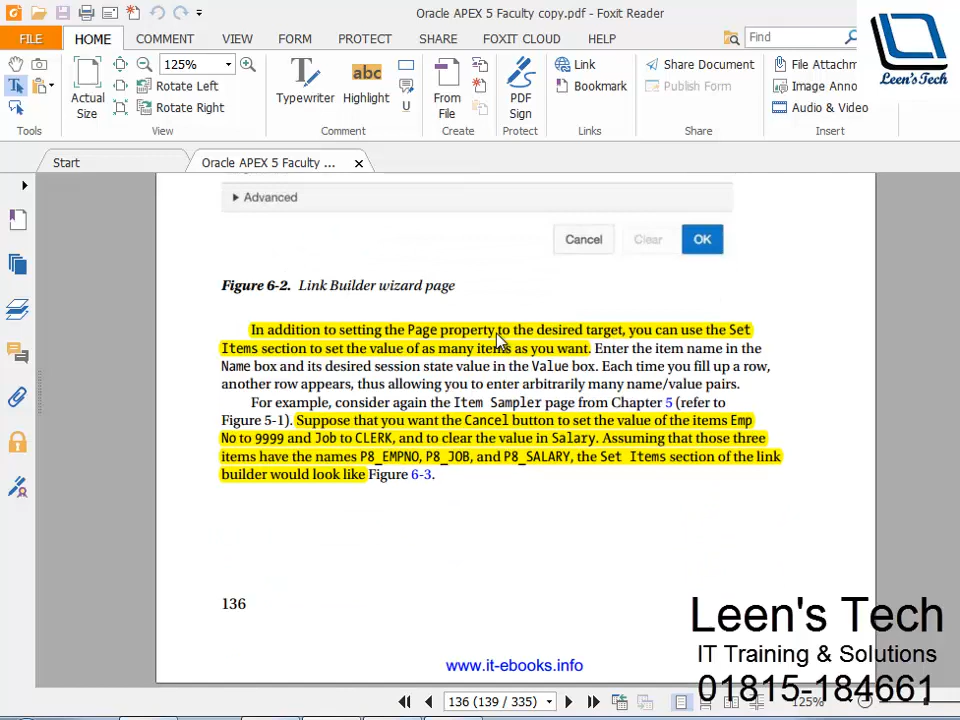 Oracle APEX 5 Faculty copy.pdf - Foxit Reader
FILE HOME COMMENT VIEW FORM PROTECT SHARE FOXIT CLOUD HELP Find
125% Link Share Document File Attachm
Actual Size Rotate Left Typewriter Highlight From File PDF Sign Bookmark Publish Form Image Anno
Rotate Right Audio & Video
Tools View Comment Create Protect Links Share Insert
Leen'sTech
Start Oracle APEX 5 Faculty ...
Advanced
Cancel Clear OK
Figure 6-2. Link Builder wizard page
In addition to setting the Page property to the desired target, you can use the Set
Items section to set the value of as many items as you want. Enter the item name in the
Name box and its desired session state value in the Value box. Each time you fill up a row,
another row appears, thus allowing you to enter arbitrarily many name/value pairs.
For example, consider again the Item Sampler page from Chapter 5 (refer to
Figure 5-1). Suppose that you want the Cancel button to set the value of the items Emp
No to 9999 and Job to CLERK, and to clear the value in Salary. Assuming that those three
items have the names P8_EMPNO, P8_JOB, and P8_SALARY, the Set Items section of the link
builder would look like Figure 6-3.
136
www.it-ebooks.info
Leen's Tech
IT Training & Solutions
01815-184661
136 (139 / 335) 125%